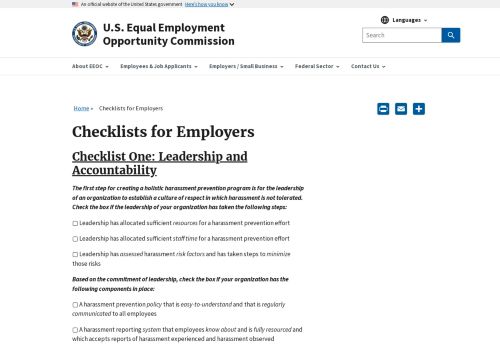 An official website of the United States government Here's how you know
Languages
U.S. Equal Employment
Opportunity Commission
Search
About EEOC
Employees & Job Applicants
Employers / Small Business
Federal Sector
Contact Us
Home » Checklists for Employers
Checklists for Employers
Checklist One: Leadership and
Accountability
The first step for creating a holistic harassment prevention program is for the leadership
of an organization to establish a culture of respect in which harassment is not tolerated.
Check the box if the leadership of your organization has taken the following steps:
▢ Leadership has allocated sufficient resources for a harassment prevention effort
▢ Leadership has allocated sufficient staff time for a harassment prevention effort
▢ Leadership has assessed harassment risk factors and has taken steps to minimize
those risks
Based on the commitment of leadership, check the box if your organization has the
following components in place:
▢ A harassment prevention policy that is easy-to-understand and that is regularly
communicated to all employees
▢ A harassment reporting system that employees know about and is fully resourced and
which accepts reports of harassment experienced and harassment observed